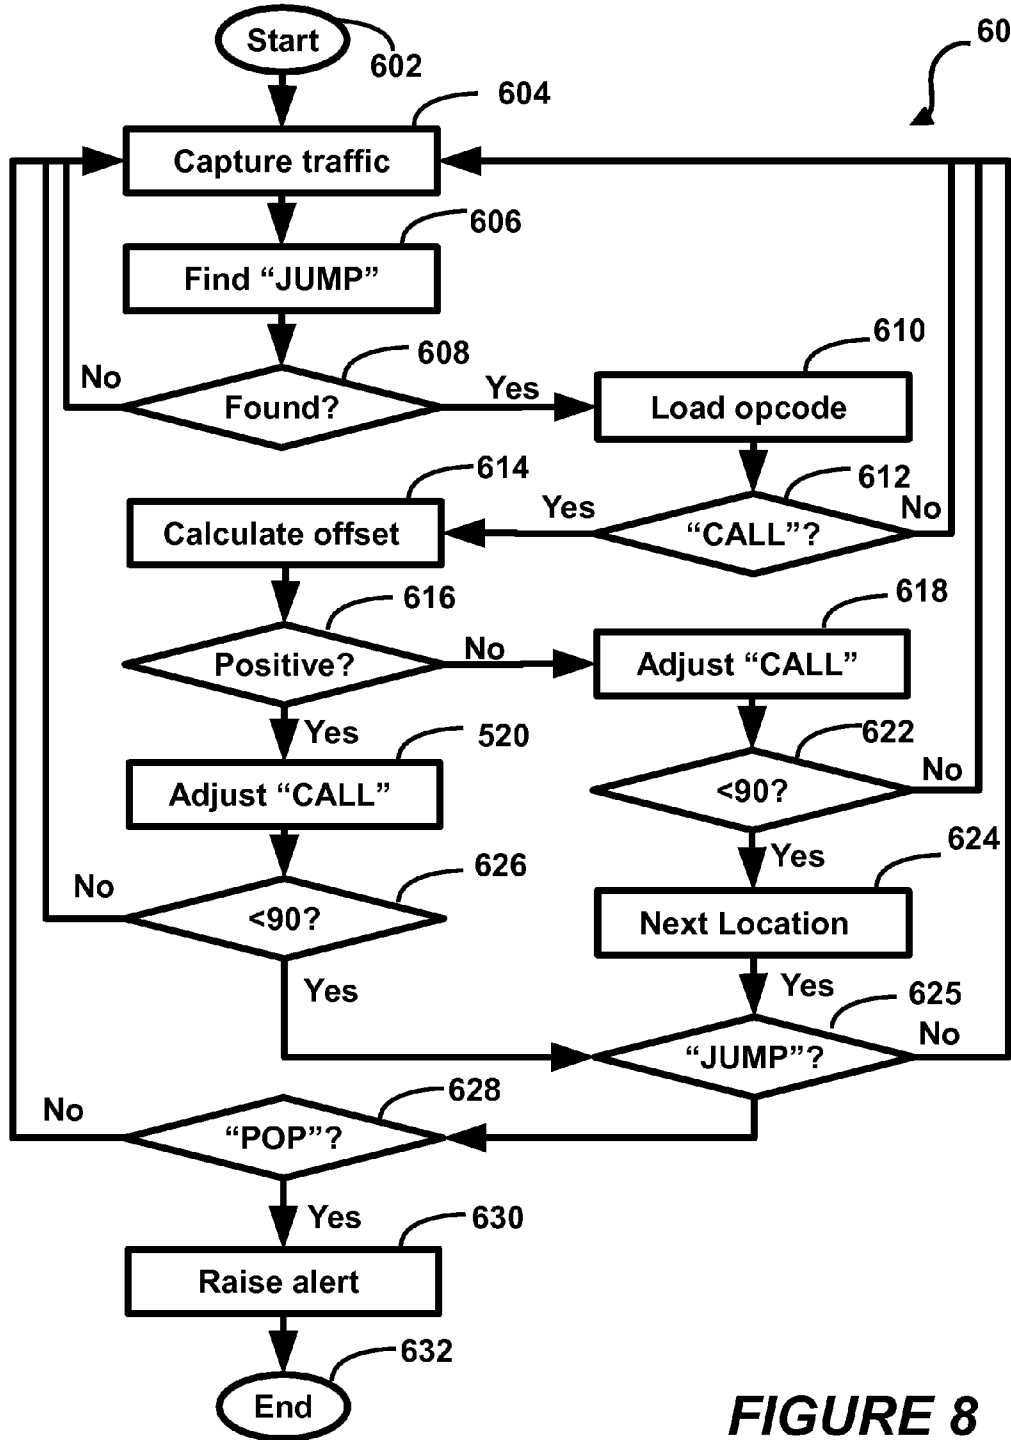 Start
602
60
604
Capture traffic
606
Find “JUMP”
608
No
Found?
Yes
610
Load opcode
614
Calculate offset
Yes
612
“CALL”?
No
616
Positive?
No
618
Adjust “CALL”
Yes
520
Adjust “CALL”
622
<90?
No
Yes
624
626
No
<90?
Next Location
Yes
Yes
625
“JUMP”?
No
628
No
“POP”?
Yes
630
Raise alert
632
End
FIGURE 8